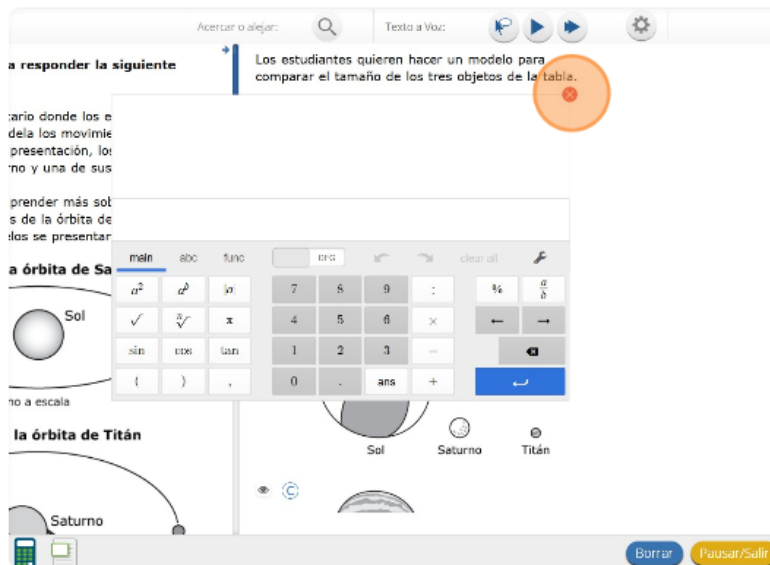 Acercar o alejar:
Texto a Voz:
a responder la siguiente
tario donde los e
dela los movimie
presentación, los
rno y una de sus
prender más sob
s de la órbita de
elos se presentar
a órbita de Sa
Sol
no a escala
la órbita de Titán
Saturno
Los estudiantes quieren hacer un modelo para
comparar el tamaño de los tres objetos de la tabla.
main abc func DEG clear all
a² aᵇ |a| 7 8 9 : % a/b
√ ⁿ√ π 4 5 6 × ← →
sin cos tan 1 2 3 −
( ) , 0 . ans +
Sol Saturno Titán
C
Borrar Pausar/Salir